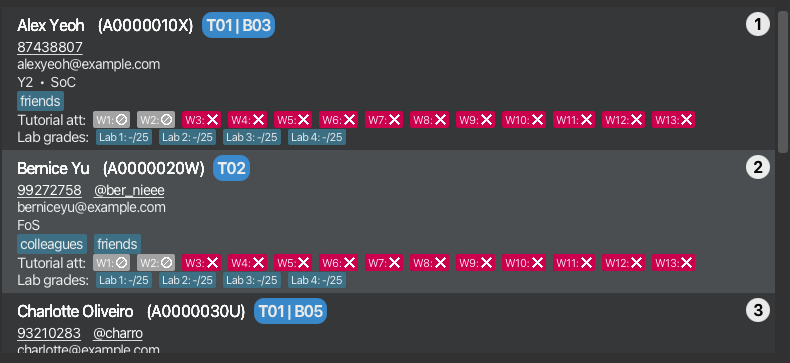 Alex Yeoh (A0000010X) T01 | B03 1
87438807
alexyeoh@example.com
Y2 • SoC
friends
Tutorial att: W1: W2: W3: W4: W5: W6: W7: W8: W9: W10: W11: W12: W13:
Lab grades: Lab 1: -/25 Lab 2: -/25 Lab 3: -/25 Lab 4: -/25
Bernice Yu (A0000020W) T02 2
99272758 @ber_nieee
berniceyu@example.com
FoS
colleagues friends
Tutorial att: W1: W2: W3: W4: W5: W6: W7: W8: W9: W10: W11: W12: W13:
Lab grades: Lab 1: -/25 Lab 2: -/25 Lab 3: -/25 Lab 4: -/25
Charlotte Oliveiro (A0000030U) T01 | B05 3
93210283 @charro
charlotte@example.com